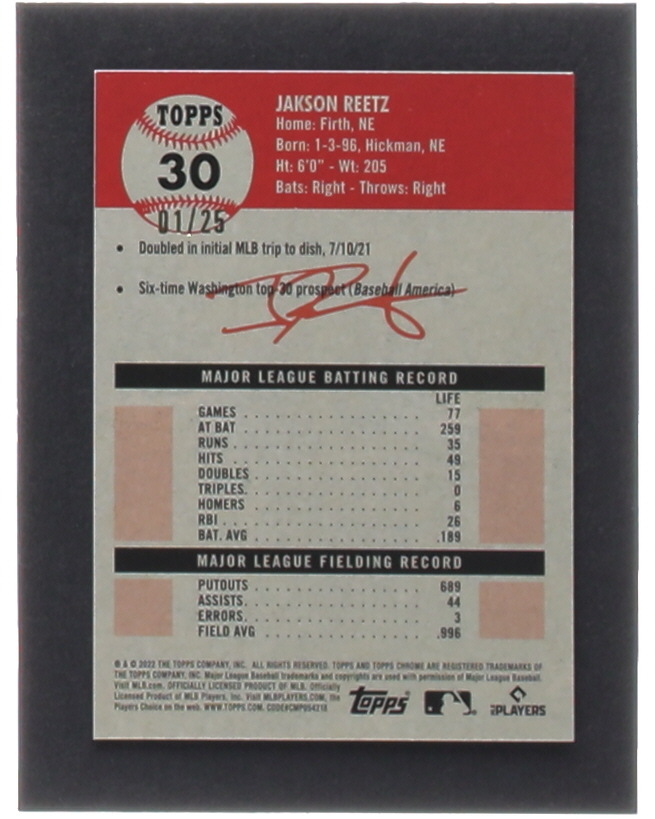 TOPPS
30
01/25
JAKSON REETZ
Home: Firth, NE
Born: 1-3-96, Hickman, NE
Ht: 6'0" - Wt: 205
Bats: Right - Throws: Right
• Doubled in initial MLB trip to dish, 7/10/21
• Six-time Washington top-30 prospect (Baseball America)
MAJOR LEAGUE BATTING RECORD
LIFE
GAMES 77
AT BAT 259
RUNS 35
HITS 49
DOUBLES 15
TRIPLES. 0
HOMERS 6
RBI 26
BAT. AVG .189
MAJOR LEAGUE FIELDING RECORD
PUTOUTS 689
ASSISTS 44
ERRORS 3
FIELD AVG .996
® & © 2022 THE TOPPS COMPANY, INC. ALL RIGHTS RESERVED. TOPPS AND TOPPS CHROME ARE REGISTERED TRADEMARKS OF
THE TOPPS COMPANY, INC. Major League Baseball trademarks and copyrights are used with permission of Major League Baseball.
Visit MLB.com. OFFICIALLY LICENSED PRODUCT OF MLB. Officially
Licensed Product of MLB Players, Inc. Visit MLBPLAYERS.COM, the
Players Choice on the web. WWW.TOPPS.COM. CODE#CMP054218
Topps
PLAYERS